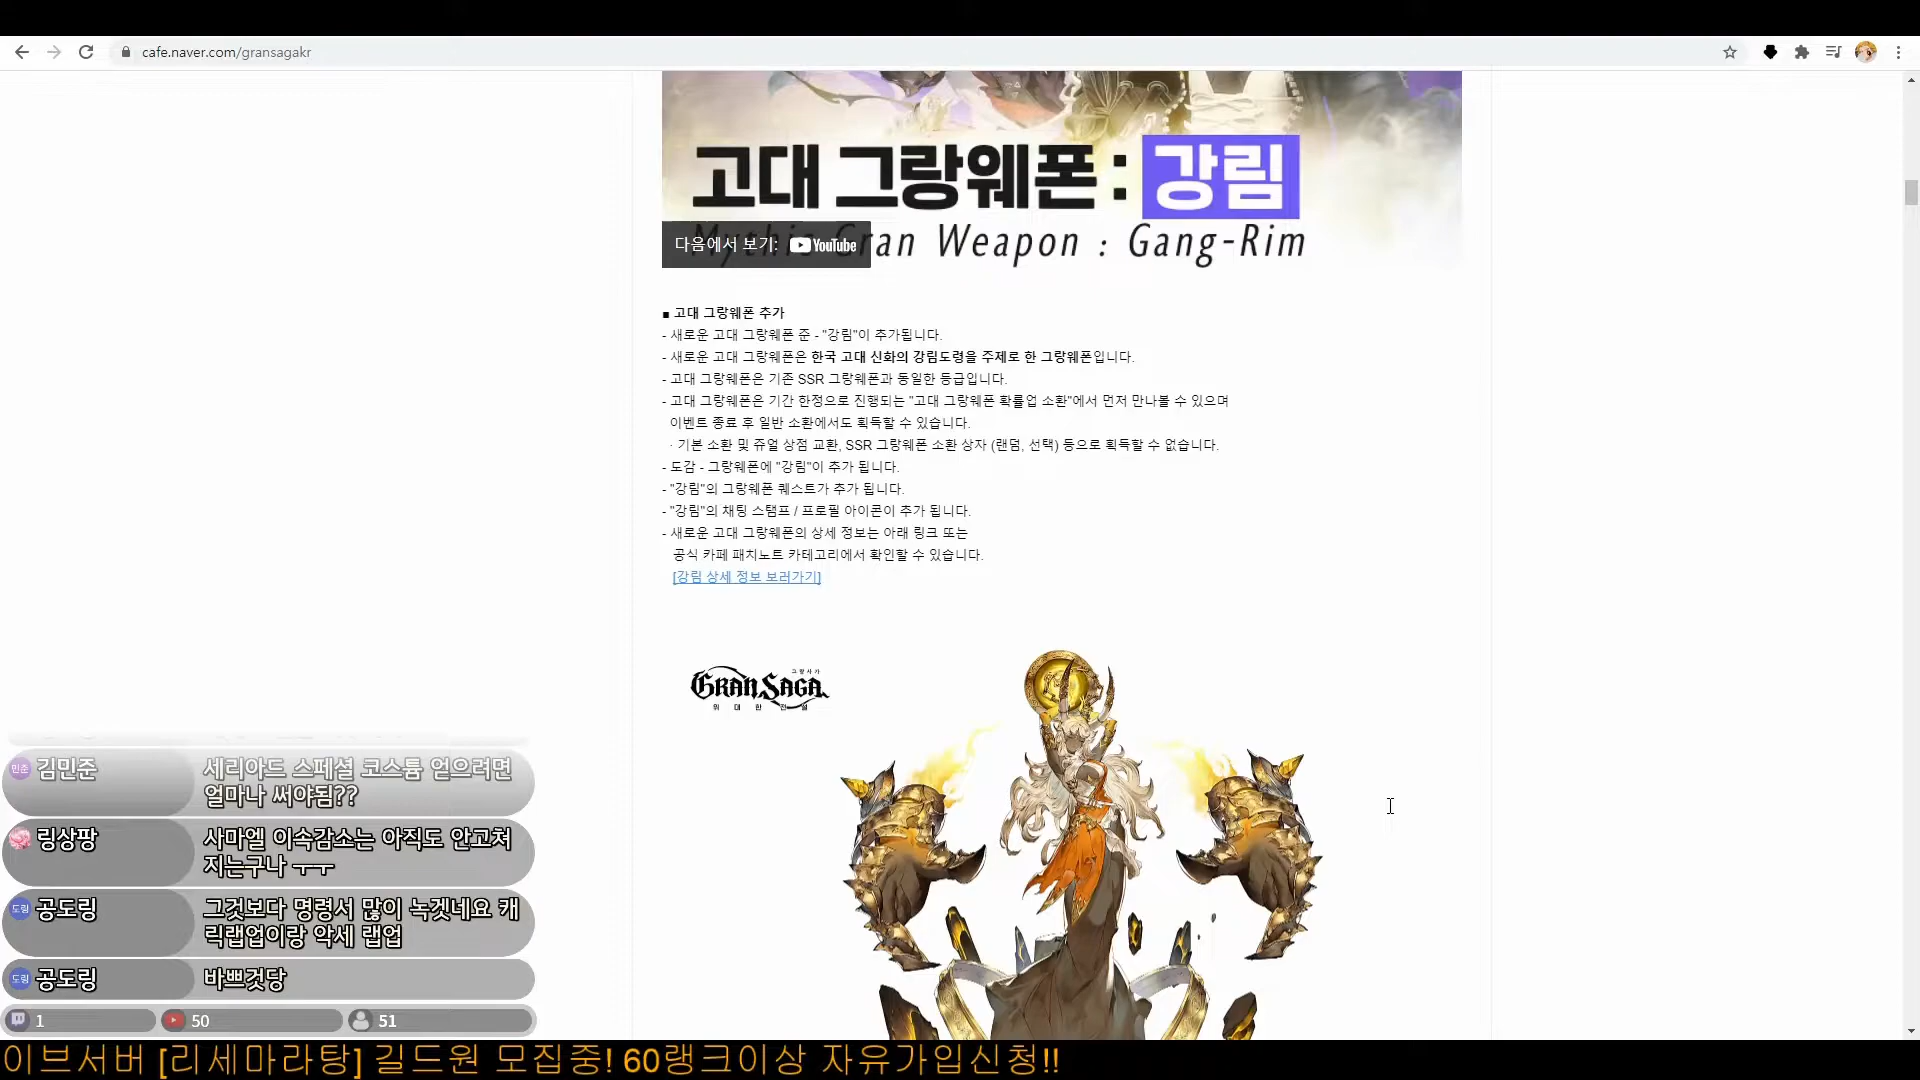 cafe.naver.com/gransagakr
고대 그랑웨폰 : 강림
Mythic Gran Weapon : Gang-Rim
다음에서 보기: YouTube
■ 고대 그랑웨폰 추가
- 새로운 고대 그랑웨폰 준 - "강림"이 추가됩니다.
- 새로운 고대 그랑웨폰은 한국 고대 신화의 강림도령을 주제로 한 그랑웨폰입니다.
- 고대 그랑웨폰은 기존 SSR 그랑웨폰과 동일한 등급입니다.
- 고대 그랑웨폰은 기간 한정으로 진행되는 "고대 그랑웨폰 확률업 소환"에서 먼저 만나볼 수 있으며
이벤트 종료 후 일반 소환에서도 획득할 수 있습니다.
· 기본 소환 및 쥬얼 상점 교환, SSR 그랑웨폰 소환 상자 (랜덤, 선택) 등으로 획득할 수 없습니다.
- 도감 - 그랑웨폰에 "강림"이 추가 됩니다.
- "강림"의 그랑웨폰 퀘스트가 추가 됩니다.
- "강림"의 채팅 스탬프 / 프로필 아이콘이 추가 됩니다.
- 새로운 고대 그랑웨폰의 상세 정보는 아래 링크 또는
공식 카페 패치노트 카테고리에서 확인할 수 있습니다.
[강림 상세 정보 보러가기]
그랑사가
GRAN SAGA
위대한 전설
민준 김민준 세리아드 스페셜 코스튬 얻으려면
얼마나 써야됨??
링상팡 사마엘 이속감소는 아직도 안고쳐
지는구나 ㅜㅜ
도링 공도링 그것보다 명령서 많이 녹겟네요 캐
릭랩업이랑 악세 랩업
도링 공도링 바쁘것당
1 50 51
이브서버 [리세마라탕] 길드원 모집중! 60랭크이상 자유가입신청!!